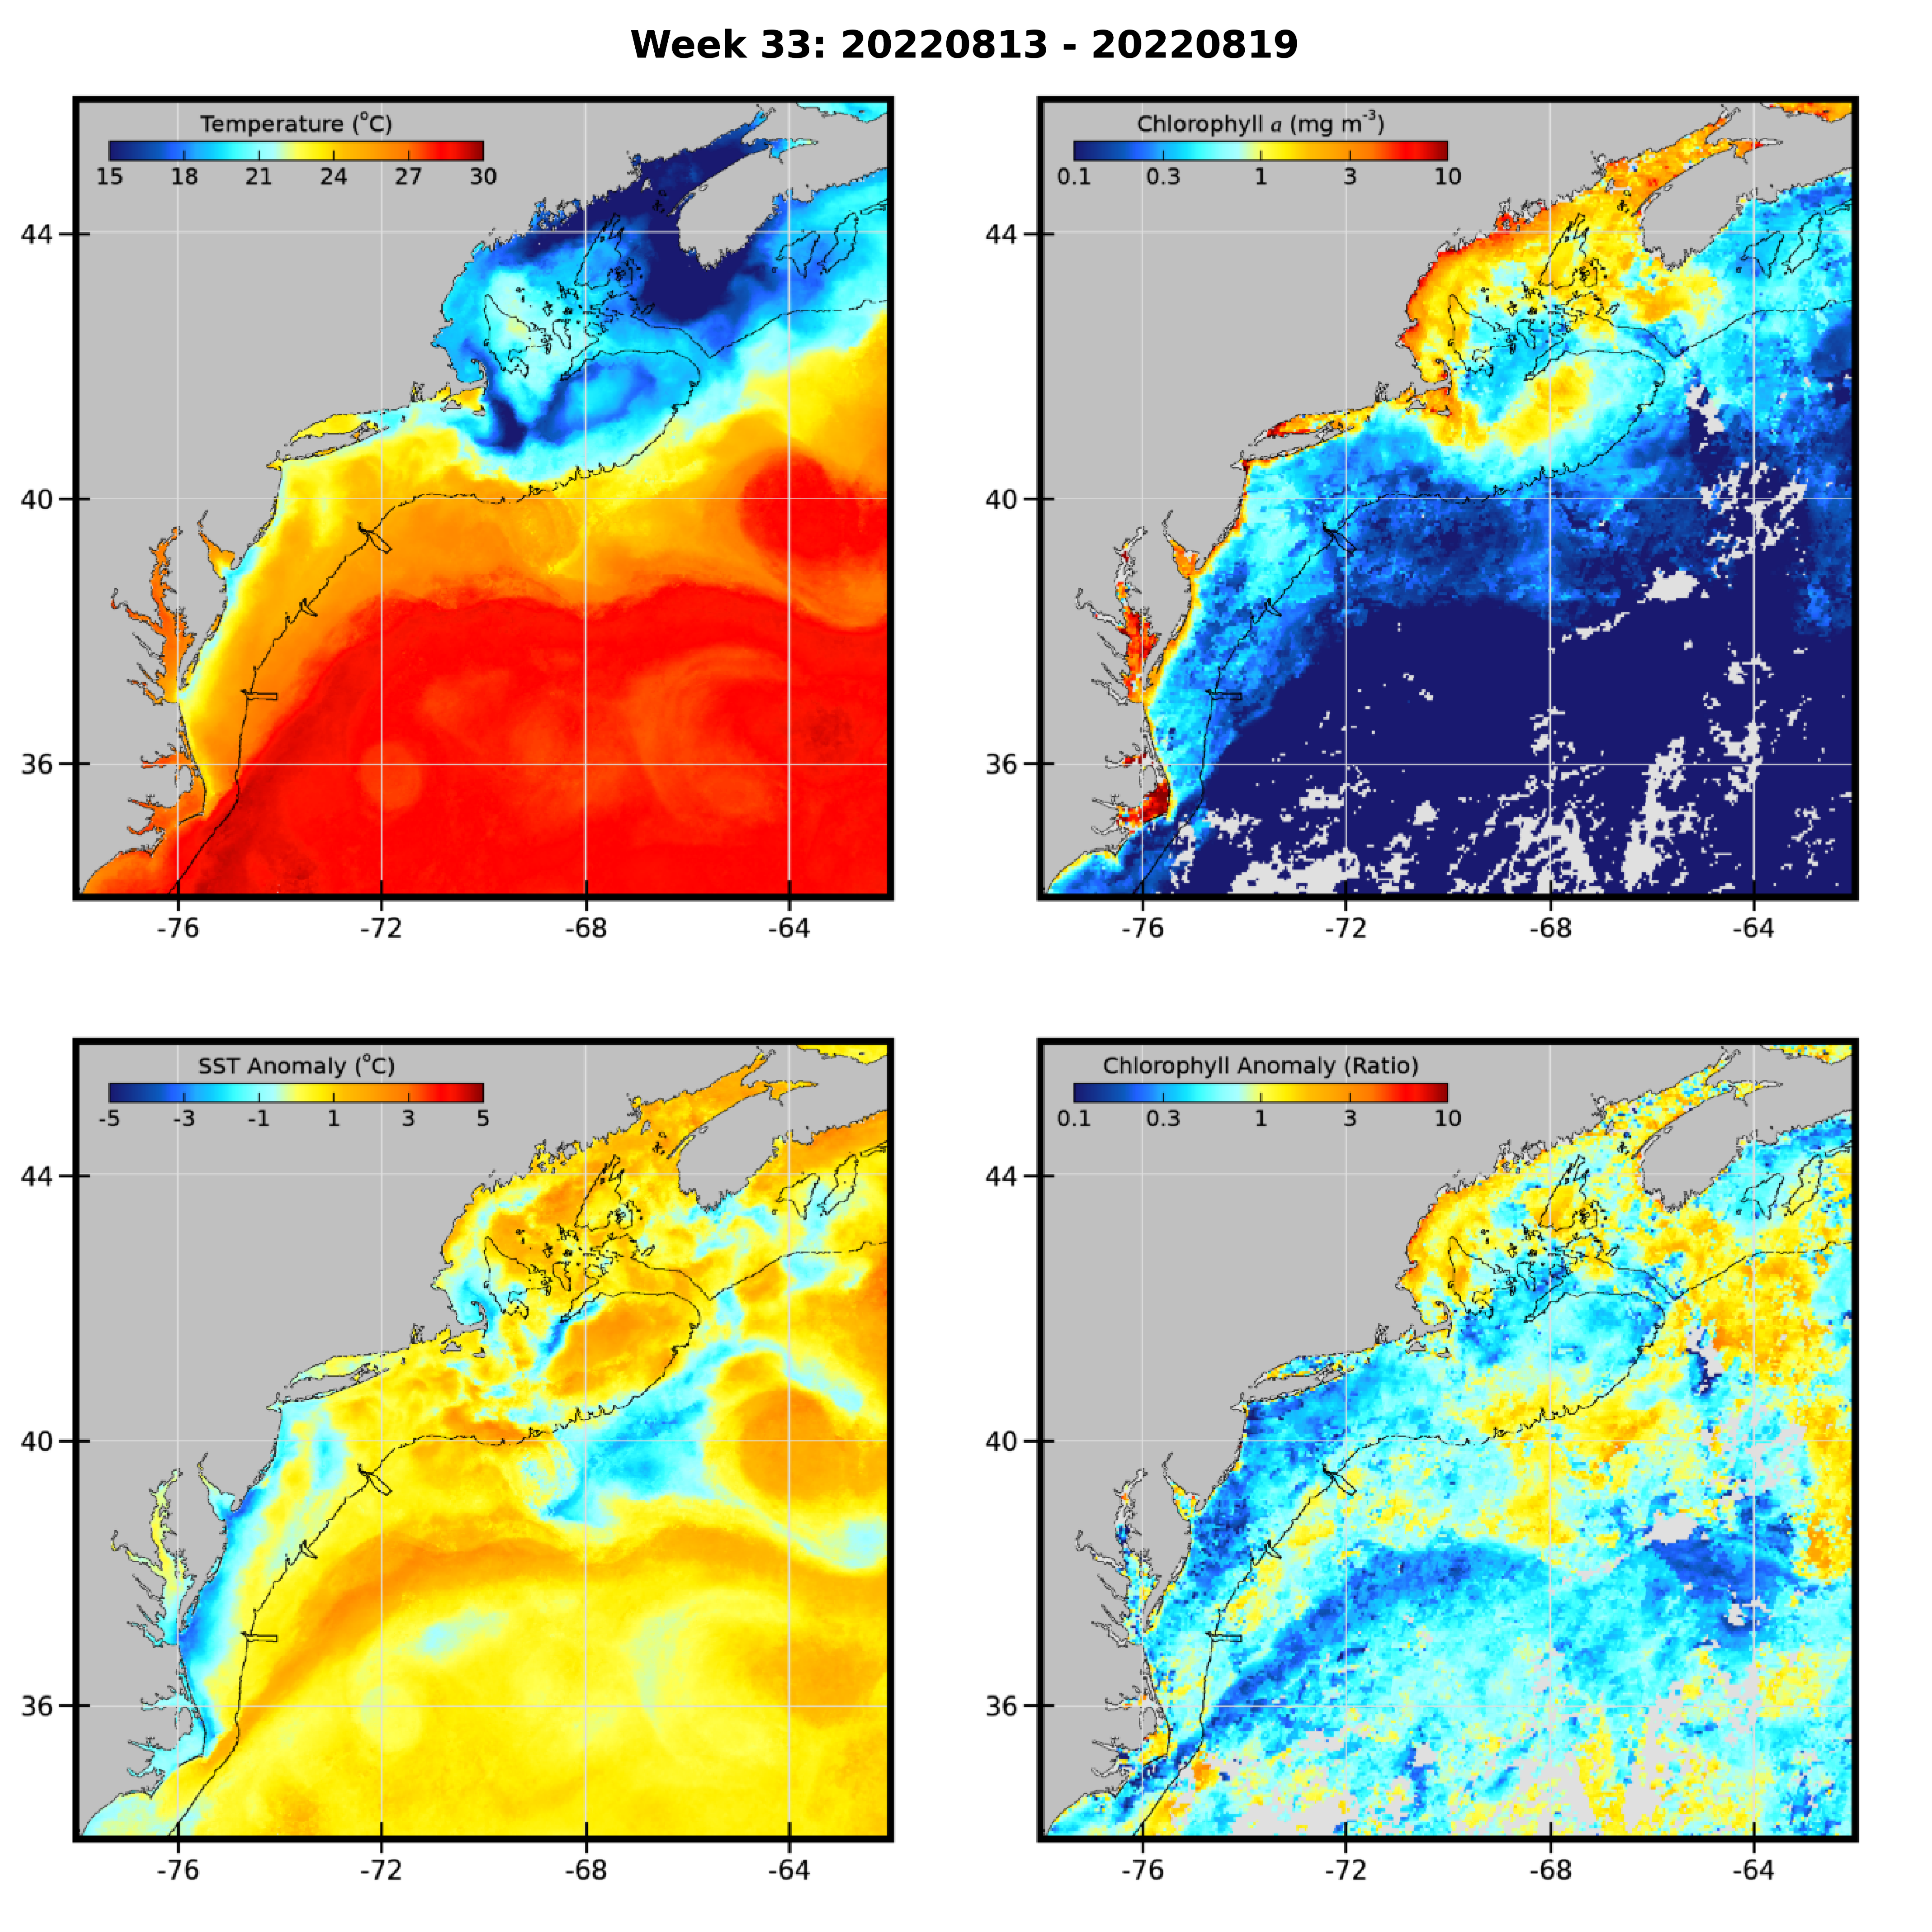 Week 33: 20220813 - 20220819
Temperature (°C)
15 18 21 24 27 30
44
40
36
-76 -72 -68 -64
Chlorophyll a (mg m⁻³)
0.1 0.3 1 3 10
44
40
36
-76 -72 -68 -64
SST Anomaly (°C)
-5 -3 -1 1 3 5
44
40
36
-76 -72 -68 -64
Chlorophyll Anomaly (Ratio)
0.1 0.3 1 3 10
44
40
36
-76 -72 -68 -64